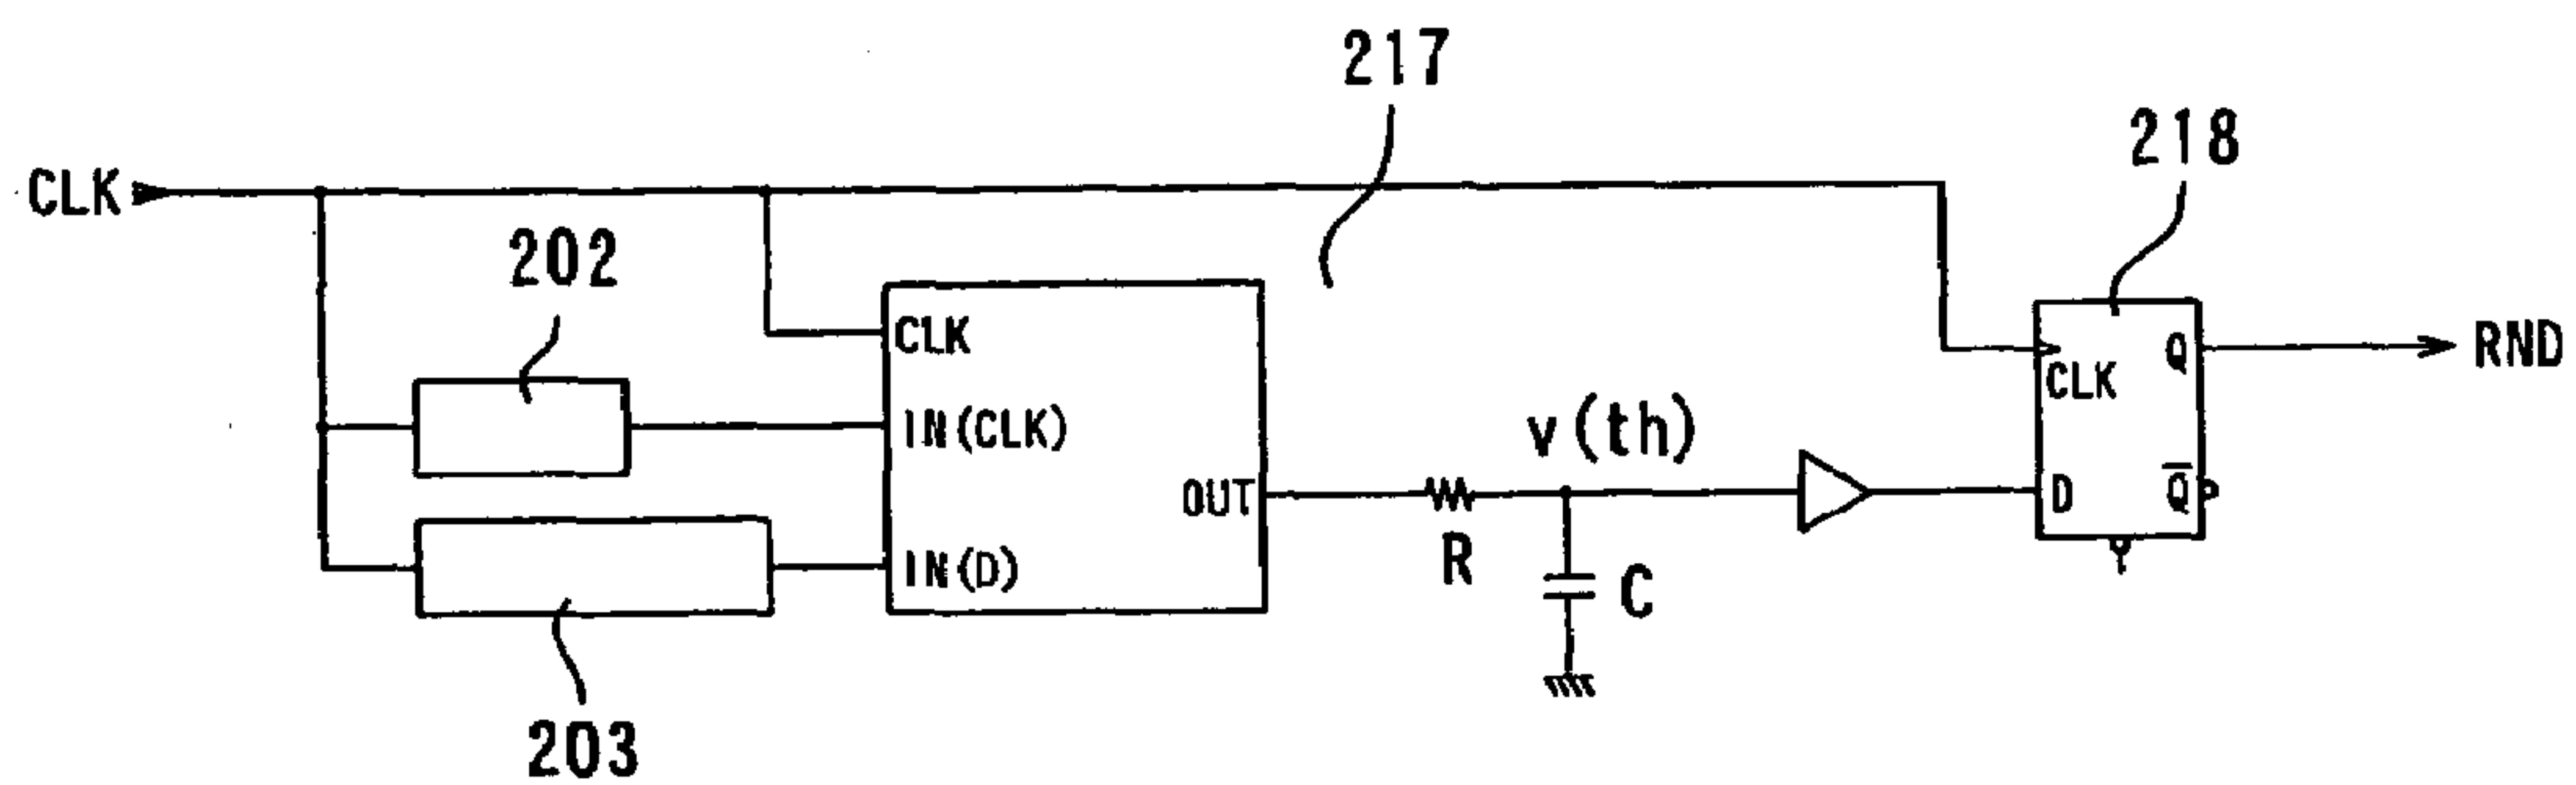 217
218
CLK
202
CLK
Q
RND
CLK
IN(CLK)
v(th)
OUT
D
Q̅
IN(D)
R
C
203